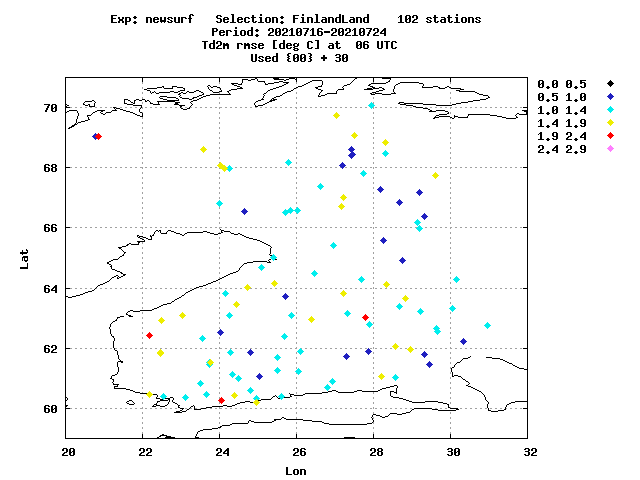 Exp: newsurf   Selection: FinlandLand    102 stations
Period: 20210716-20210724
Td2m rmse [deg C] at  06 UTC
Used {00} + 30
0.0 0.5
0.5 1.0
1.0 1.4
1.4 1.9
1.9 2.4
2.4 2.9
70
68
66
64
62
60
Lat
20 22 24 26 28 30 32
Lon